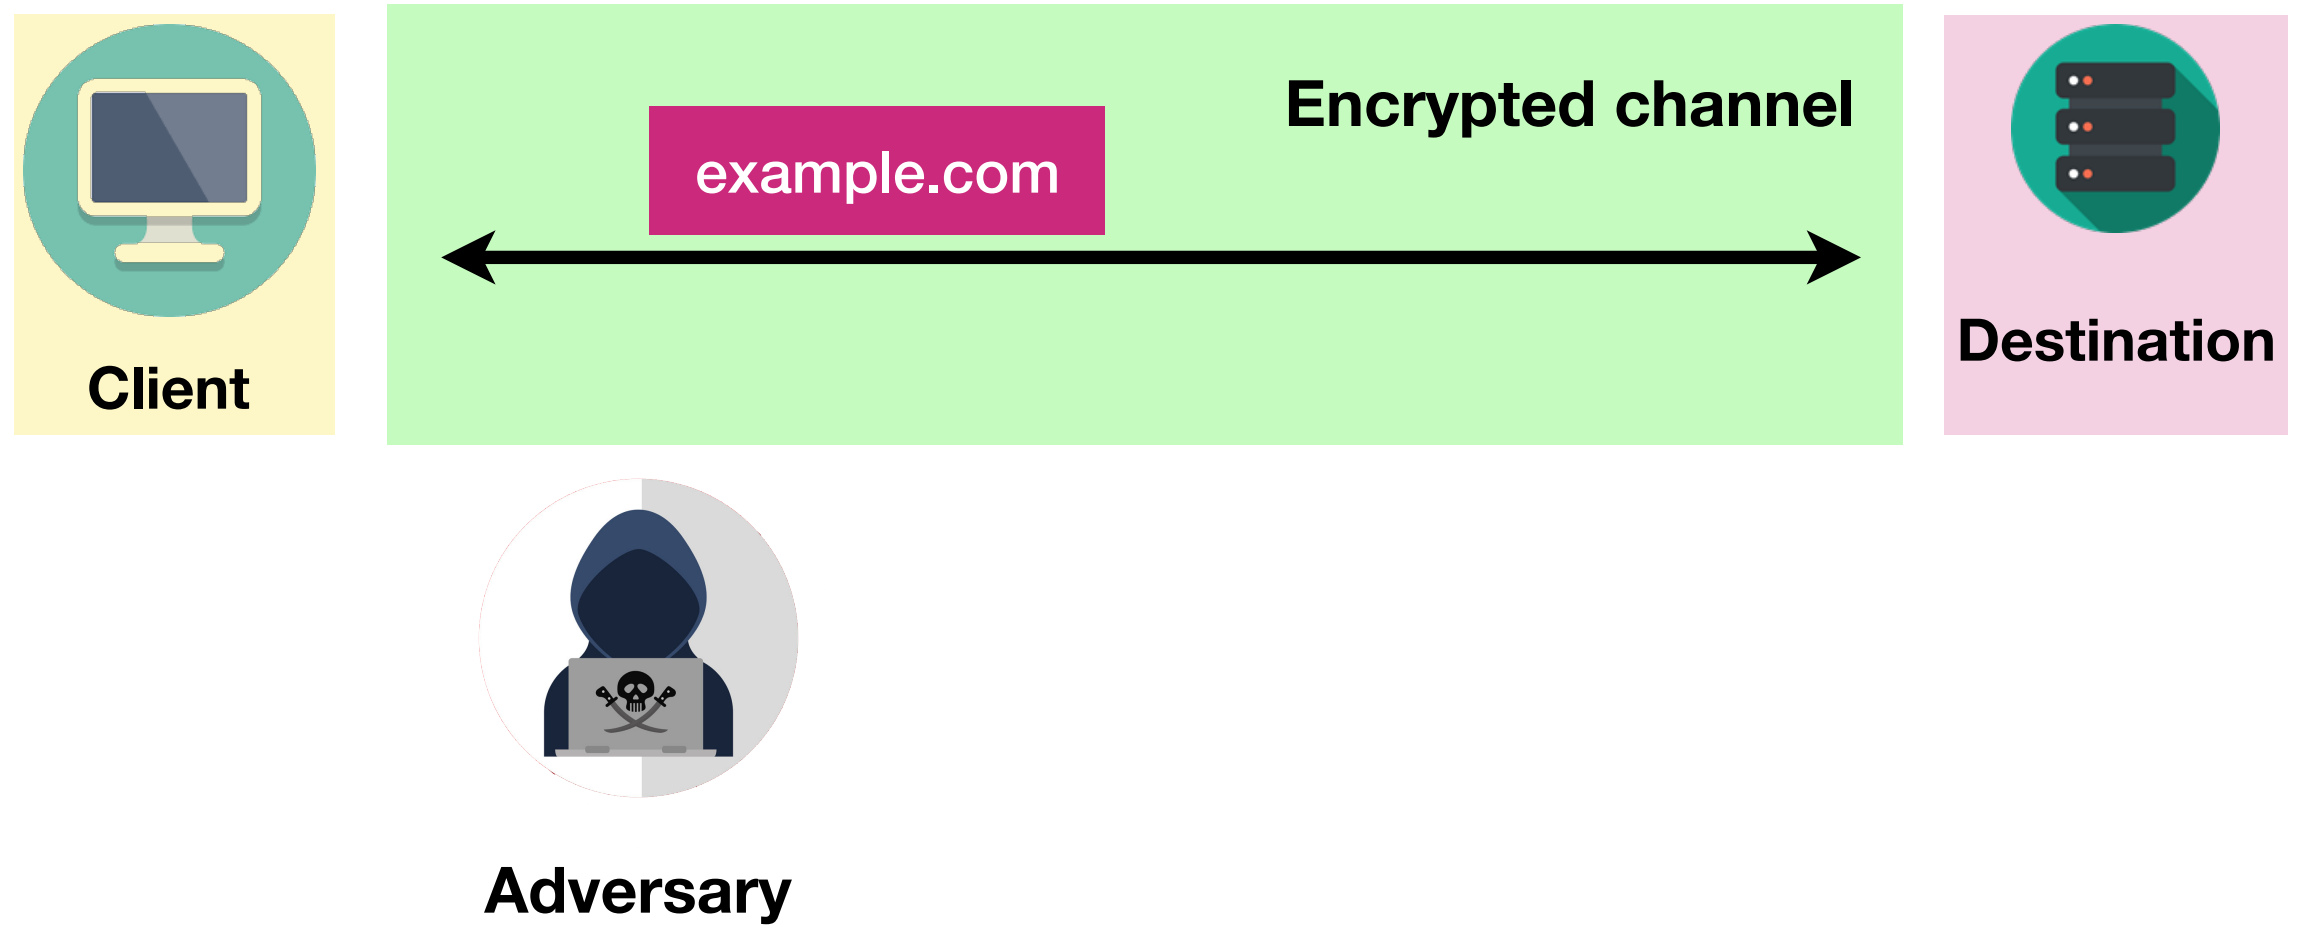 Encrypted channel
example.com
Client
Destination
Adversary